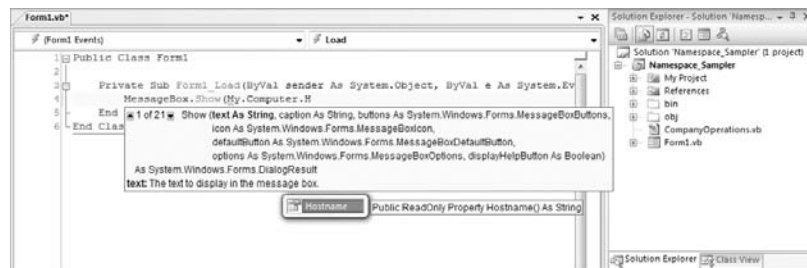 Form1.vb*
Solution Explorer - Solution 'Namesp...
(Form1 Events)
Load
Solution 'Namespace_Sampler' (1 project)
Namespace_Sampler
My Project
References
bin
obj
CompanyOperations.vb
Form1.vb
1 Public Class Form1
2
3 Private Sub Form1_Load(ByVal sender As System.Object, ByVal e As System.Ev
4 MessageBox.Show(My.Computer.H
5 End
6 End Clas
1 of 21 Show (text As String, caption As String, buttons As System.Windows.Forms.MessageBoxButtons,
icon As System.Windows.Forms.MessageBoxIcon,
defaultButton As System.Windows.Forms.MessageBoxDefaultButton,
options As System.Windows.Forms.MessageBoxOptions, displayHelpButton As Boolean)
As System.Windows.Forms.DialogResult
text: The text to display in the message box.
Hostname
Public ReadOnly Property Hostname() As String
Solution Explorer Class View